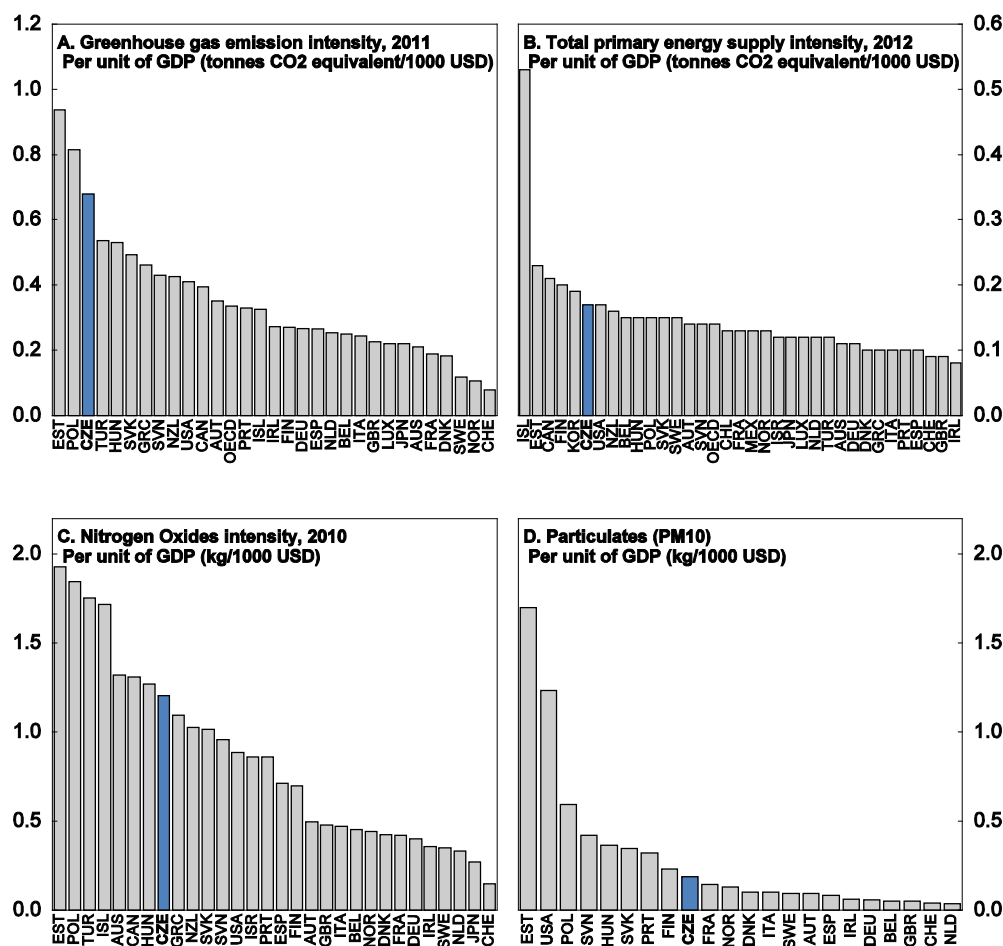 1.2
1.0
0.8
0.6
0.4
0.2
0.0
A. Greenhouse gas emission intensity, 2011
Per unit of GDP (tonnes CO2 equivalent/1000 USD)
EST POL CZE TUR HUN SVK GRC SVN NZL USA CAN AUT OECD PRT ISL IRL FIN DEU ESP NLD BEL ITA GBR LUX JPN AUS FRA DNK SWE NOR CHE
B. Total primary energy supply intensity, 2012
Per unit of GDP (tonnes CO2 equivalent/1000 USD)
0.6
0.5
0.4
0.3
0.2
0.1
0.0
ISL EST CAN FIN KOR CZE USA NZL BEL HUN POL SVK SWE AUT SVN OECD CHL FRA MEX NOR ISR JPN LUX NLD TUR AUS DEU DNK GRC ITA PRT ESP CHE GBR IRL
2.0
1.5
1.0
0.5
0.0
C. Nitrogen Oxides intensity, 2010
Per unit of GDP (kg/1000 USD)
EST POL TUR ISL AUS CAN HUN CZE GRC NZL SVK SVN USA ISR PRT ESP FIN AUT GBR ITA BEL NOR DNK FRA DEU IRL SWE NLD JPN CHE
D. Particulates (PM10)
Per unit of GDP (kg/1000 USD)
2.0
1.5
1.0
0.5
0.0
EST USA POL SVN HUN SVK PRT FIN CZE FRA NOR DNK ITA SWE AUT ESP IRL DEU BEL GBR CHE NLD